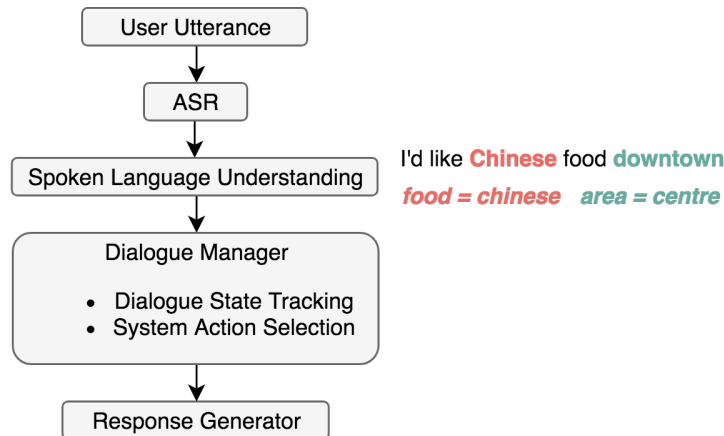 User Utterance
ASR
Spoken Language Understanding
I'd like Chinese food downtown
food = chinese area = centre
Dialogue Manager
• Dialogue State Tracking
• System Action Selection
Response Generator